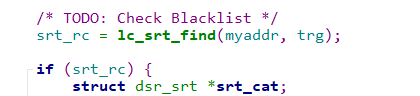 /* TODO: Check Blacklist */
srt_rc = lc_srt_find(myaddr, trg);
if (srt_rc) {
struct dsr_srt *srt_cat;